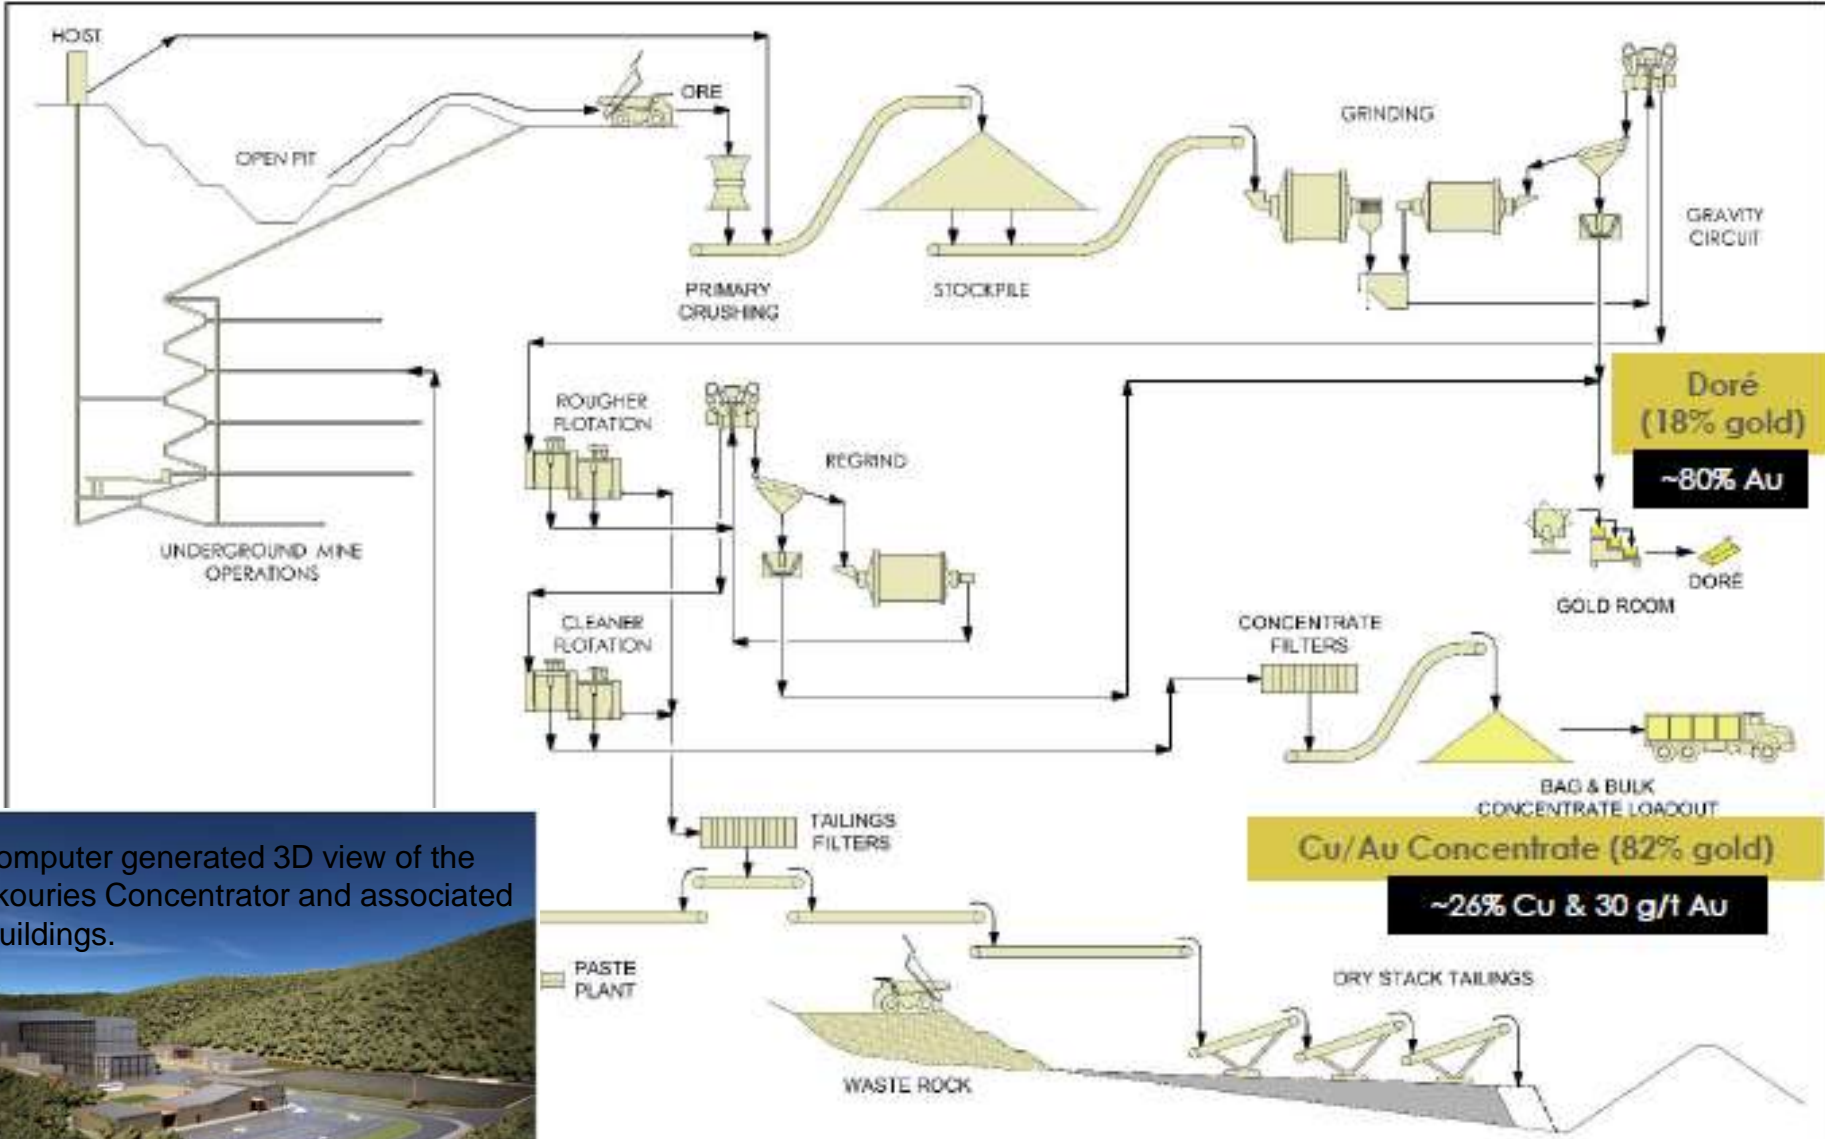 HOIST
ORE
OPEN PIT
GRINDING
GRAVITY
CIRCUIT
PRIMARY
CRUSHING
STOCKPILE
ROUGHER
FLOTATION
REGRIND
Doré
(18% gold)
~80% Au
UNDERGROUND MINE
OPERATIONS
DORÉ
GOLD ROOM
CLEANER
FLOTATION
CONCENTRATE
FILTERS
BAG & BULK
CONCENTRATE LOADOUT
TAILINGS
FILTERS
Cu/Au Concentrate (82% gold)
~26% Cu & 30 g/t Au
omputer generated 3D view of the
kouries Concentrator and associated
uildings.
PASTE
PLANT
DRY STACK TAILINGS
WASTE ROCK